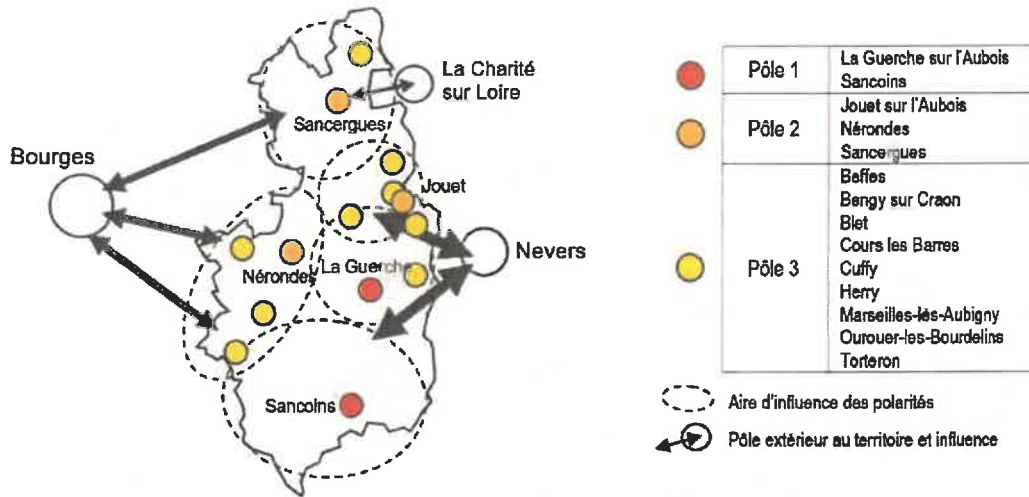 La Charité
sur Loire
Sancergues
Bourges
Jouet
Nevers
La Guerche
Nérondes
Sancoins
Pôle 1
La Guerche sur l'Aubois
Sancoins
Pôle 2
Jouet sur l'Aubois
Nérondes
Sancergues
Pôle 3
Beffes
Bengy sur Craon
Blet
Cours les Barres
Cuffy
Herry
Marseilles-lès-Aubigny
Ourouer-les-Bourdelins
Torteron
Aire d'influence des polarités
Pôle extérieur au territoire et influence